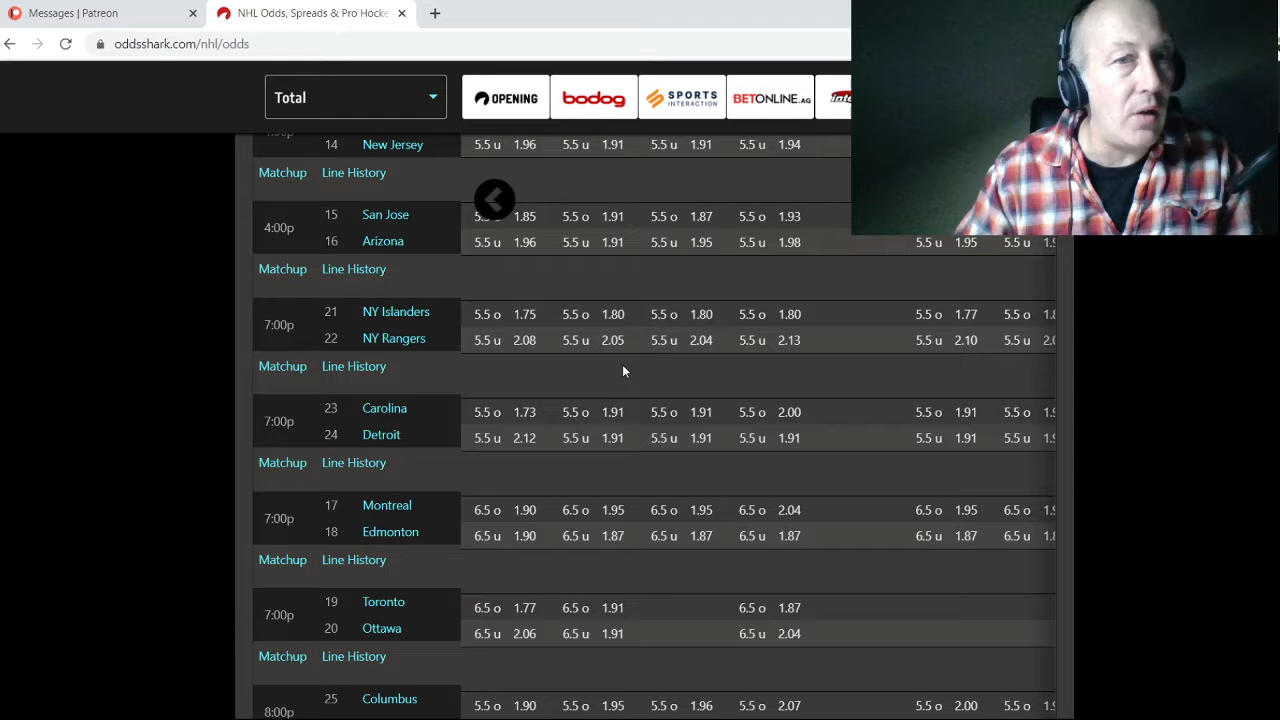 Messages | Patreon
NHL Odds, Spreads & Pro Hocke
oddsshark.com/nhl/odds
Total OPENING bodog SPORTS INTERACTION BETONLINE.AG
14 New Jersey 5.5 u 1.96 5.5 u 1.91 5.5 u 1.91 5.5 u 1.94
Matchup Line History
4:00p
15 San Jose 1.85 5.5 o 1.91 5.5 o 1.87 5.5 o 1.93
16 Arizona 5.5 u 1.96 5.5 u 1.91 5.5 u 1.95 5.5 u 1.98 5.5 u 1.95 5.5 u
Matchup Line History
7:00p
21 NY Islanders 5.5 o 1.75 5.5 o 1.80 5.5 o 1.80 5.5 o 1.80 5.5 o 1.77 5.5 o
22 NY Rangers 5.5 u 2.08 5.5 u 2.05 5.5 u 2.04 5.5 u 2.13 5.5 u 2.10 5.5 u
Matchup Line History
7:00p
23 Carolina 5.5 o 1.73 5.5 o 1.91 5.5 o 1.91 5.5 o 2.00 5.5 o 1.91 5.5 o
24 Detroit 5.5 u 2.12 5.5 u 1.91 5.5 u 1.91 5.5 u 1.91 5.5 u 1.91 5.5 u
Matchup Line History
7:00p
17 Montreal 6.5 o 1.90 6.5 o 1.95 6.5 o 1.95 6.5 o 2.04 6.5 o 1.95 6.5 o
18 Edmonton 6.5 u 1.90 6.5 u 1.87 6.5 u 1.87 6.5 u 1.87 6.5 u 1.87 6.5 u
Matchup Line History
7:00p
19 Toronto 6.5 o 1.77 6.5 o 1.91 6.5 o 1.87
20 Ottawa 6.5 u 2.06 6.5 u 1.91 6.5 u 2.04
Matchup Line History
8:00p
25 Columbus 5.5 o 1.90 5.5 o 1.95 5.5 o 1.96 5.5 o 2.07 5.5 o 2.00 5.5 o